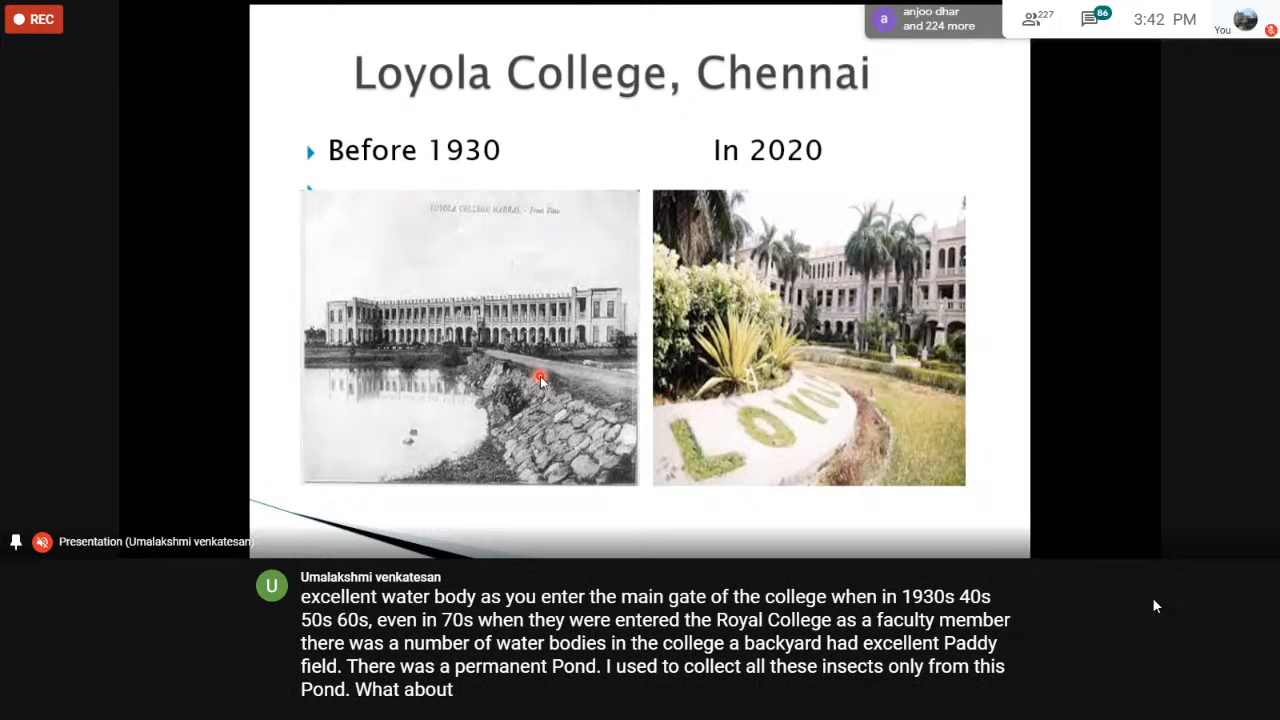 REC
anjoo dhar
and 224 more
a
227
86
3:42 PM
You
Loyola College, Chennai
Before 1930
In 2020
LOYOLA COLLEGE MADRAS. - Front View
LOYOLA
Presentation (Umalakshmi venkatesan)
U
Umalakshmi venkatesan
excellent water body as you enter the main gate of the college when in 1930s 40s
50s 60s, even in 70s when they were entered the Royal College as a faculty member
there was a number of water bodies in the college a backyard had excellent Paddy
field. There was a permanent Pond. I used to collect all these insects only from this
Pond. What about